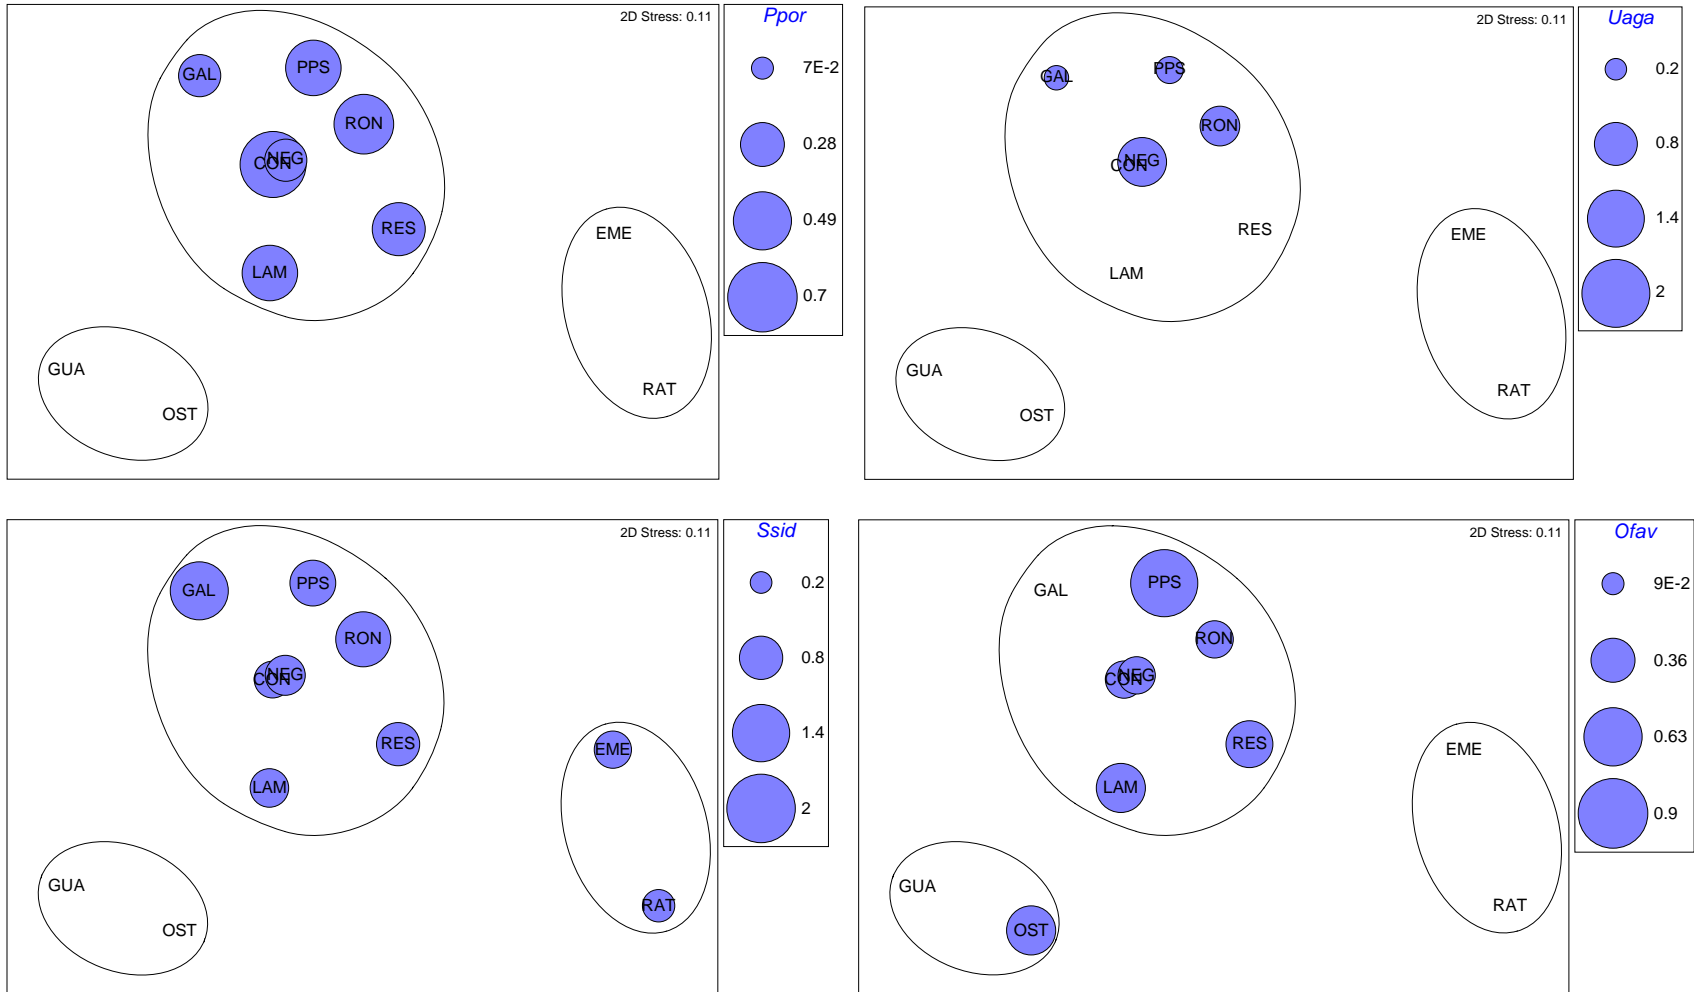 2D Stress: 0.11
Ppor
GAL
PPS
7E-2
RON
0.28
NEG
CON
0.49
RES
EME
LAM
0.7
GUA
RAT
OST
2D Stress: 0.11
Uaga
GAL
PPS
0.2
RON
0.8
NEG
CON
1.4
RES
EME
LAM
2
GUA
RAT
OST
2D Stress: 0.11
Ssid
GAL
PPS
0.2
RON
0.8
NEG
CON
1.4
RES
EME
LAM
2
GUA
RAT
OST
2D Stress: 0.11
Ofav
GAL
PPS
9E-2
RON
0.36
NEG
CON
0.63
RES
EME
LAM
0.9
GUA
RAT
OST